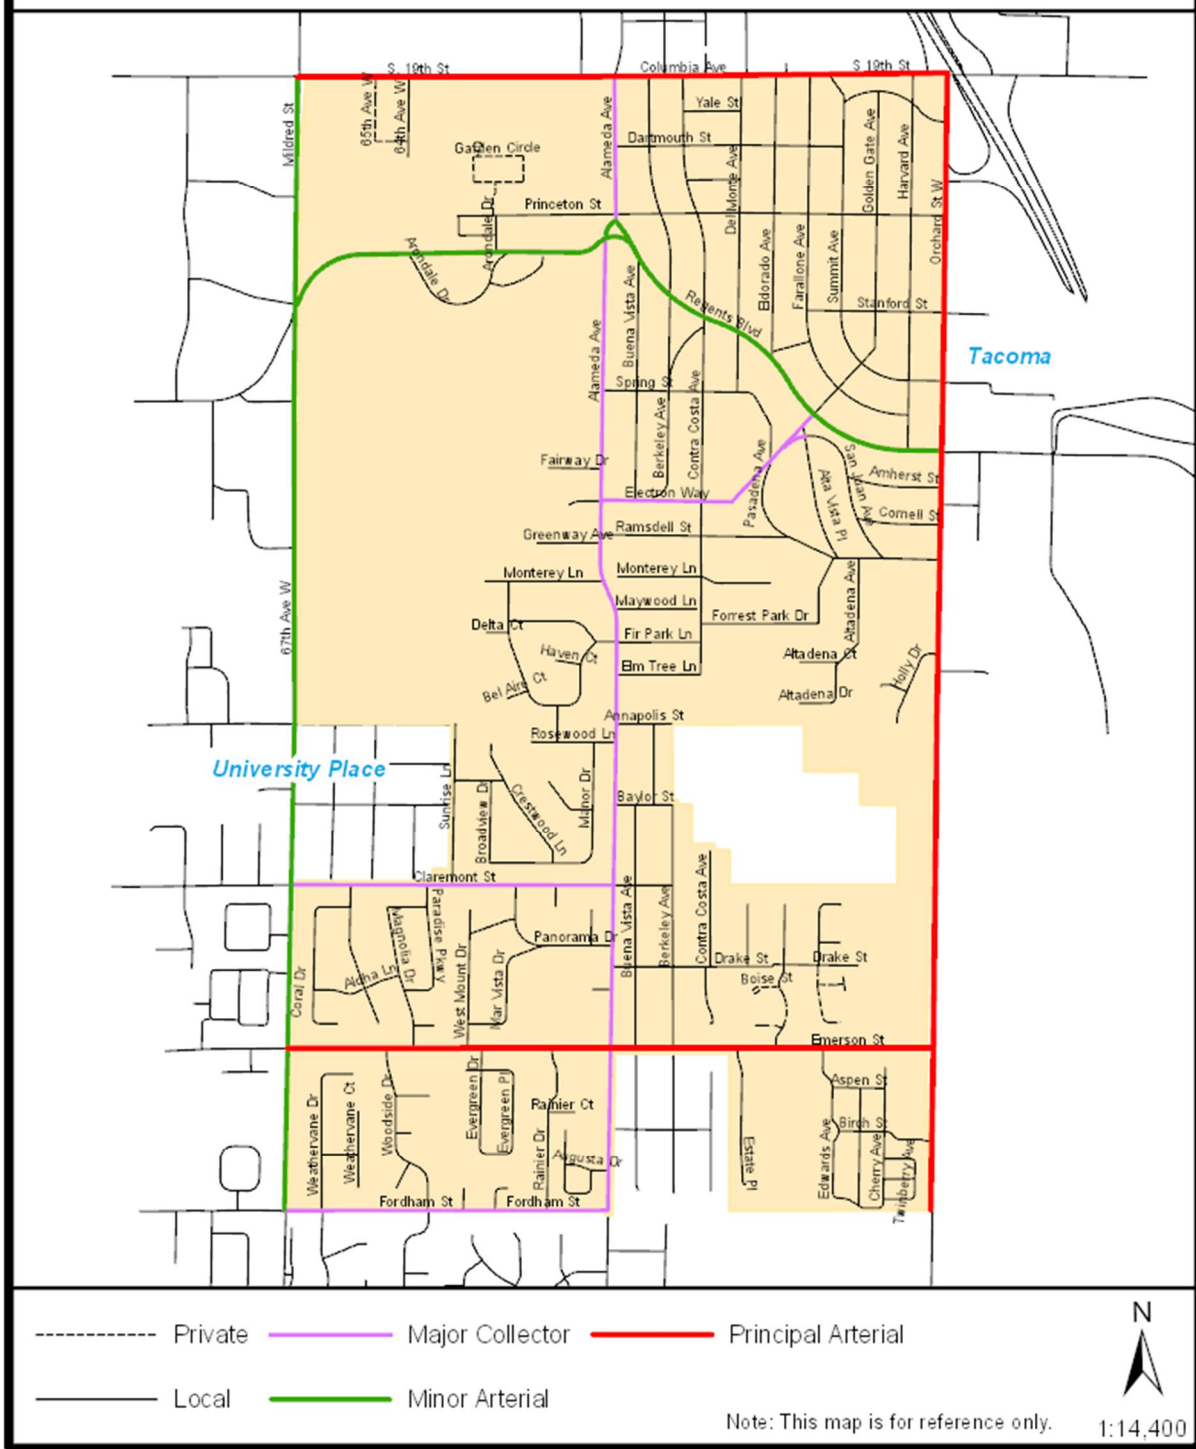 S. 19th St
Columbia Ave
S 19th St
Mildred St
65th Ave W
64th Ave W
Alameda Ave
Yale St
Dartmouth St
Garden Circle
Del Monte Ave
Golden Gate Ave
Harvard Ave
Orchard St W
Princeton St
Arondale Dr
Arondale Dr
Eldorado Ave
Farallone Ave
Summit Ave
Buena Vista Ave
Regents Blvd
Stanford St
Tacoma
Alameda Ave
Spring St
Berkeley Ave
Contra Costa Ave
Fairway Dr
Pasadena Ave
Alta Vista Pl
San Juan Ave
Amherst St
Electron Way
Cornell St
Greenway Ave
Ramsdell St
Monterey Ln
Monterey Ln
67th Ave W
Maywood Ln
Forrest Park Dr
Altadena Ave
Delta Ct
Fir Park Ln
Haven Ct
Elm Tree Ln
Altadena Ct
Holly Dr
Bel Aire Ct
Altadena Dr
Annapolis St
Rosewood Ln
University Place
Sunrise Ln
Broadview Dr
Crestwood Ln
Manor Dr
Baylor St
Claremont St
Paradise Pkwy
Magnolia Dr
Buena Vista Ave
Berkeley Ave
Contra Costa Ave
Panorama Dr
West Mount Dr
Mar Vista Dr
Coral Dr
Aloha Ln
Drake St
Drake St
Boise St
Emerson St
Weathervane Dr
Weathervane Ct
Woodside Dr
Evergreen Dr
Evergreen Pl
Rainier Ct
Rainier Dr
Augusta Dr
Aspen St
Birch St
Estate Pl
Edwards Ave
Cherry Ave
Twinberry Ave
Fordham St
Fordham St
Private
Major Collector
Principal Arterial
N
Local
Minor Arterial
Note: This map is for reference only.
1:14,400